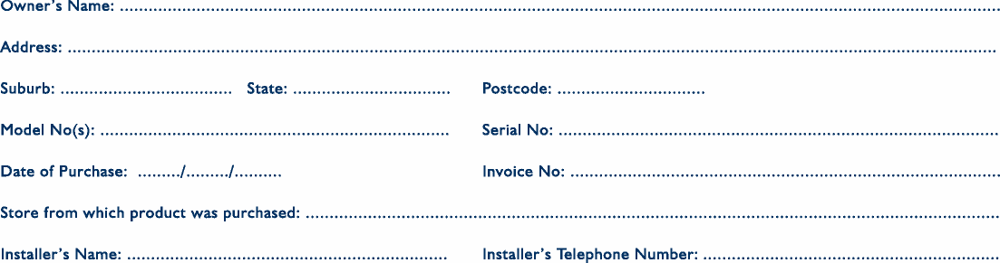 Owner's Name: ........................................................................................................................
Address: ........................................................................................................................
Suburb: .................................... State: ................................. Postcode: ...............................
Model No(s): ......................................................................... Serial No: ............................................................................................
Date of Purchase: ........./........./.......... Invoice No: ..........................................................................................
Store from which product was purchased: ........................................................................................................................
Installer's Name: ................................................................... Installer's Telephone Number: ..............................................................